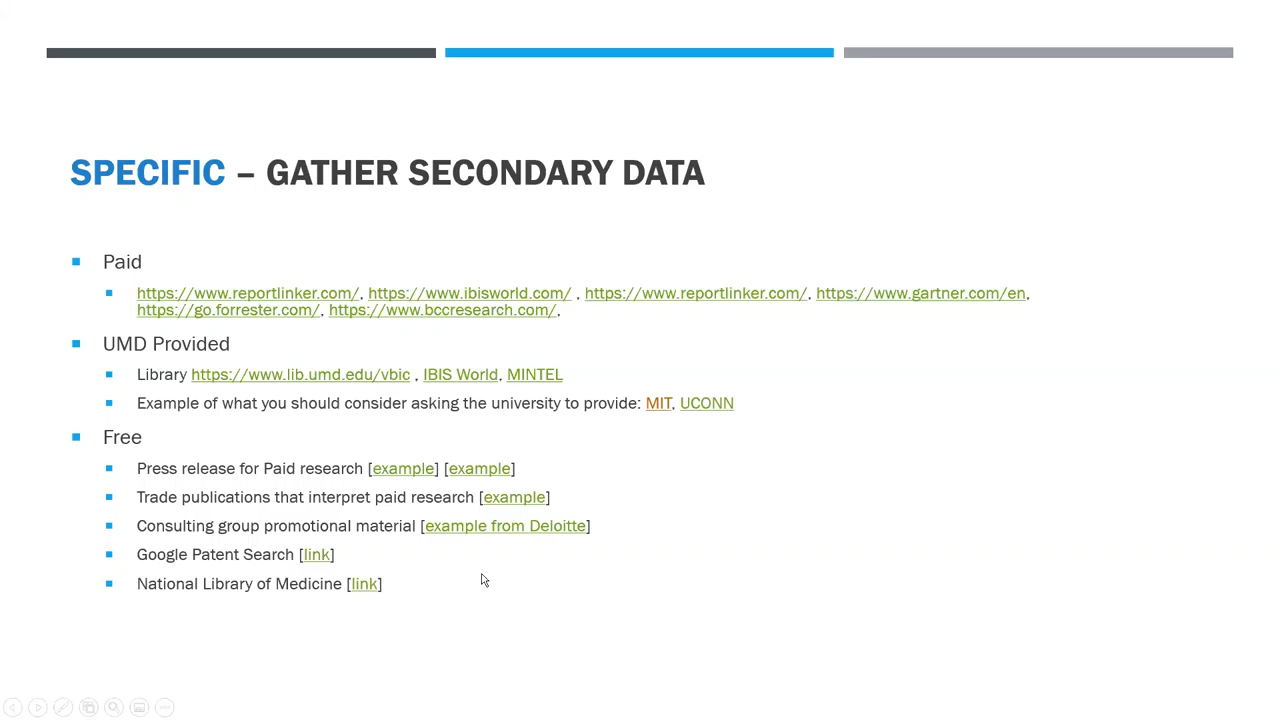 SPECIFIC – GATHER SECONDARY DATA
Paid
https://www.reportlinker.com/, https://www.ibisworld.com/ , https://www.reportlinker.com/, https://www.gartner.com/en,
https://go.forrester.com/, https://www.bccresearch.com/,
UMD Provided
Library https://www.lib.umd.edu/vbic , IBIS World, MINTEL
Example of what you should consider asking the university to provide: MIT, UCONN
Free
Press release for Paid research [example] [example]
Trade publications that interpret paid research [example]
Consulting group promotional material [example from Deloitte]
Google Patent Search [link]
National Library of Medicine [link]